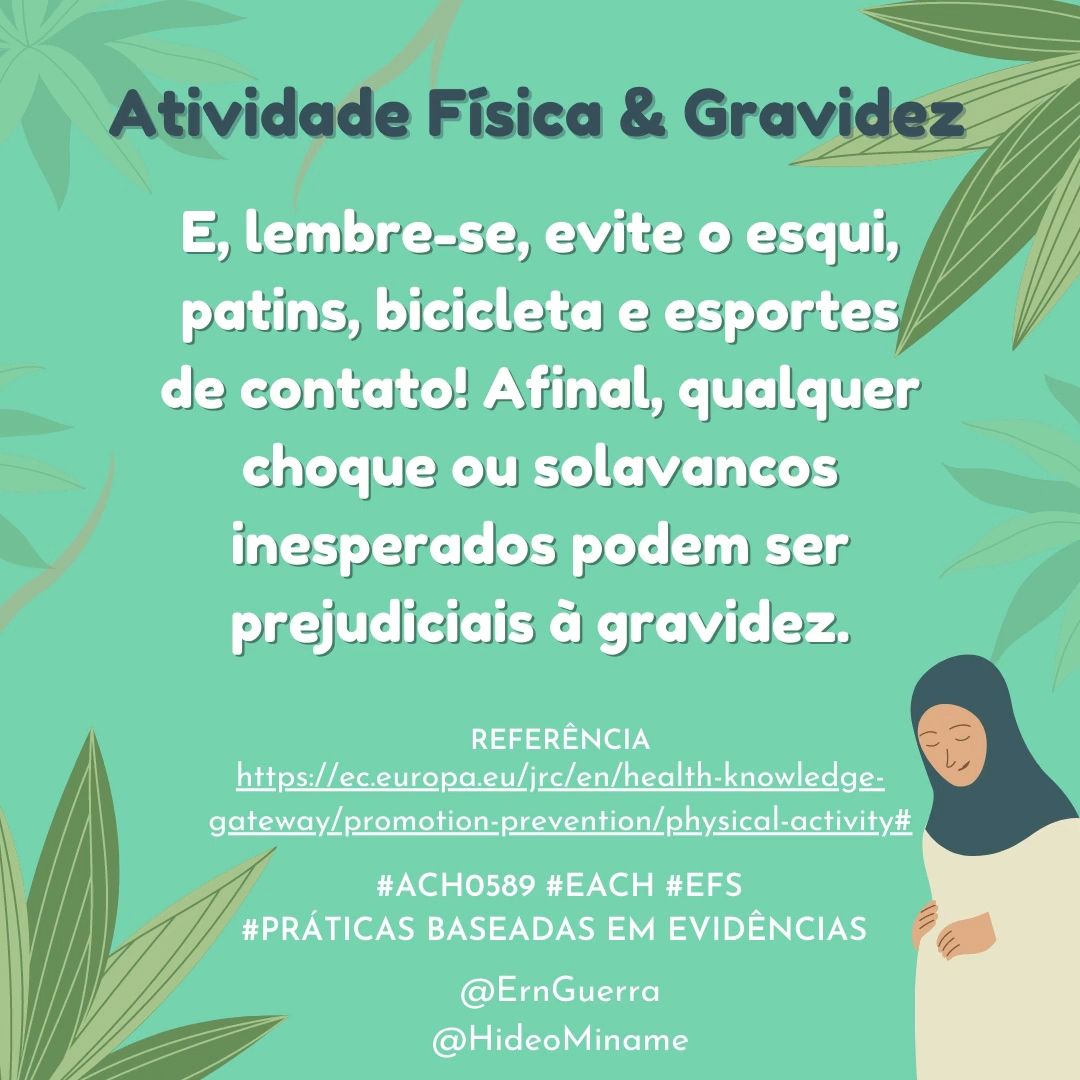 Atividade Física & Gravidez
E, lembre-se, evite o esqui,
patins, bicicleta e esportes
de contato! Afinal, qualquer
choque ou solavancos
inesperados podem ser
prejudiciais à gravidez.
REFERÊNCIA
https://ec.europa.eu/jrc/en/health-knowledge-
gateway/promotion-prevention/physical-activity#
#ACH0589 #EACH #EFS
#PRÁTICAS BASEADAS EM EVIDÊNCIAS
@ErnGuerra
@HideoMiname